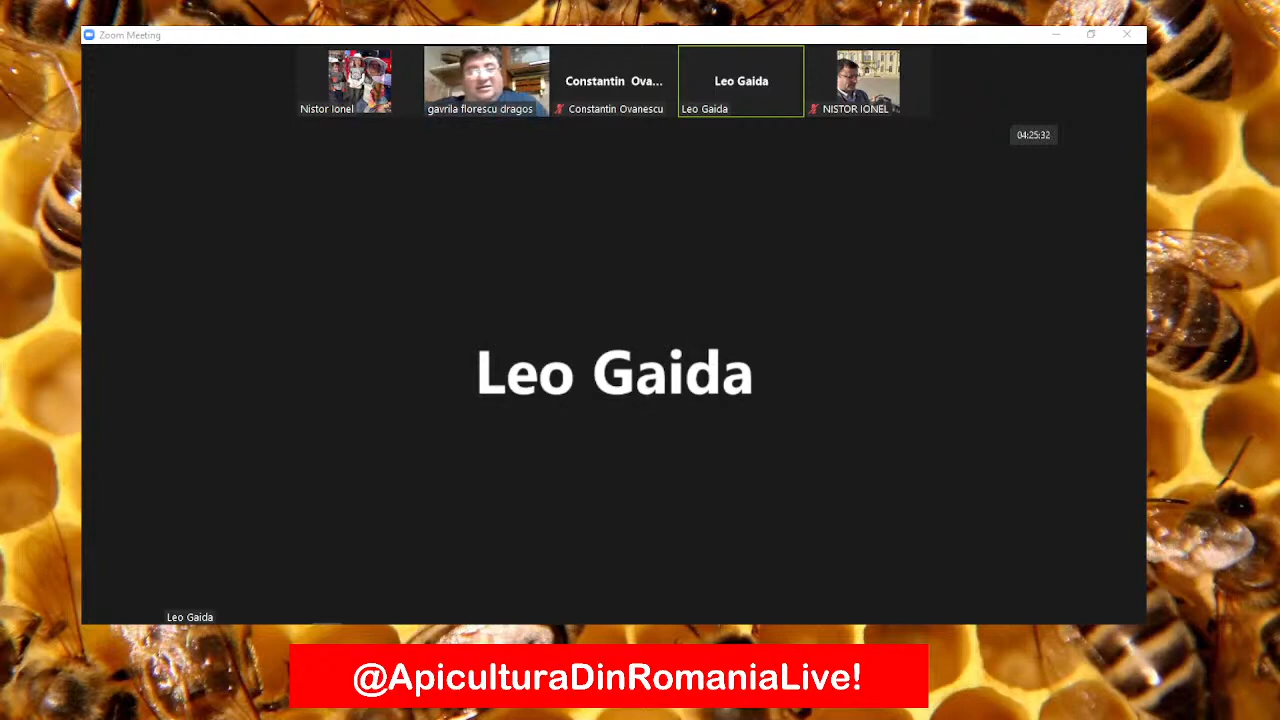 Zoom Meeting
Constantin Ova...
Leo Gaida
Nistor Ionel
gavrila florescu dragos
Constantin Ovanescu
Leo Gaida
NISTOR IONEL
04:25:32
Leo Gaida
Leo Gaida
@ApiculturaDinRomaniaLive!